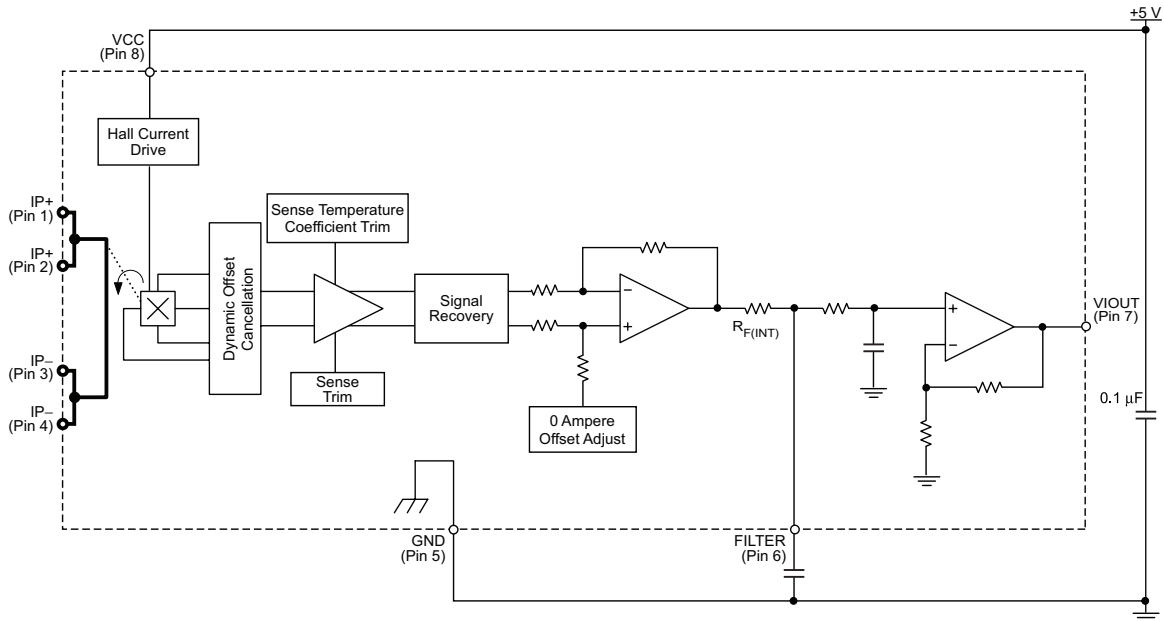 +5 V
VCC
(Pin 8)
Hall Current
Drive
IP+
(Pin 1)
IP+
(Pin 2)
IP–
(Pin 3)
IP–
(Pin 4)
Dynamic Offset
Cancellation
Sense Temperature
Coefficient Trim
Sense
Trim
Signal
Recovery
0 Ampere
Offset Adjust
–
+
RF(INT)
+
–
VIOUT
(Pin 7)
0.1 μF
GND
(Pin 5)
FILTER
(Pin 6)